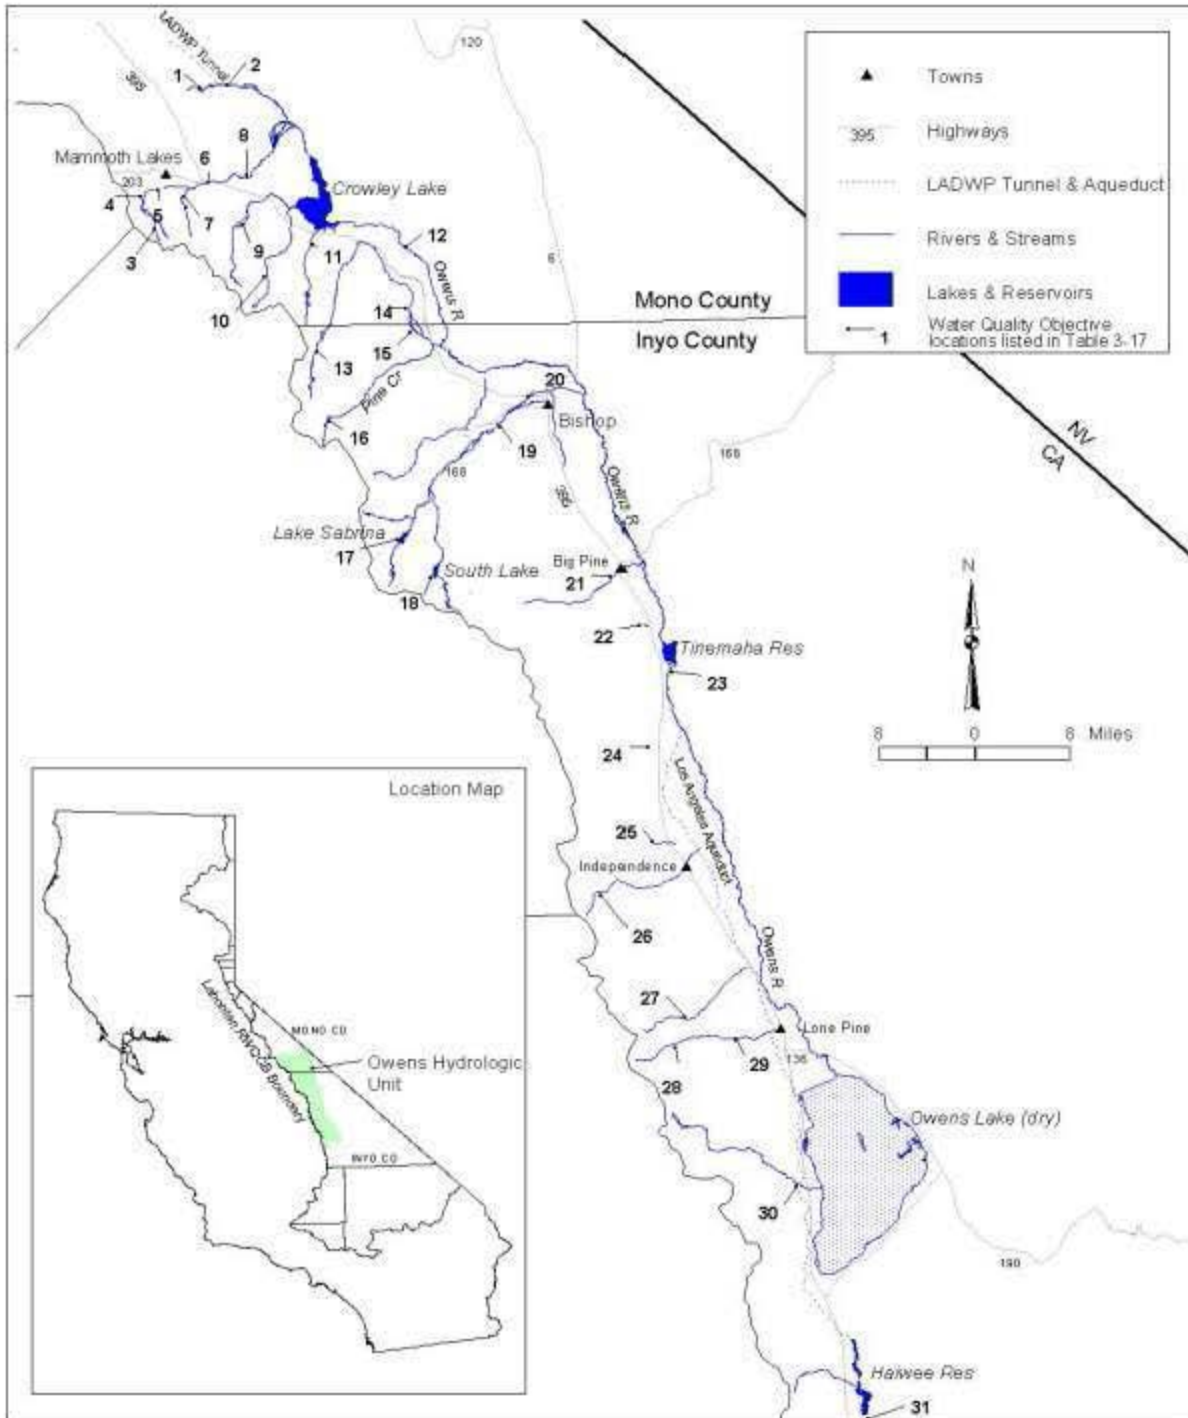 LADWP Tunnel
120
Towns
395
Highways
LADWP Tunnel & Aqueduct
Rivers & Streams
Lakes & Reservoirs
1
Water Quality Objective
locations listed in Table 3-17
1
2
395
8
Mammoth Lakes
6
203
Crowley Lake
4
5
7
3
9
11
12
Owens R
6
10
14
Mono County
Inyo County
15
13
Pine Cr
20
Bishop
16
19
NV
CA
168
168
395
Owens R
Lake Sabrina
17
South Lake
Big Pine
21
18
N
22
Tinemaha Res
23
8
0
8
Miles
24
Los Angeles Aqueduct
25
Independence
26
Owens R
27
Lone Pine
29
136
28
Owens Lake (dry)
30
190
Haiwee Res
31
Location Map
Lahontan RWQCB Boundary
MONO CO
Owens Hydrologic
Unit
INYO CO